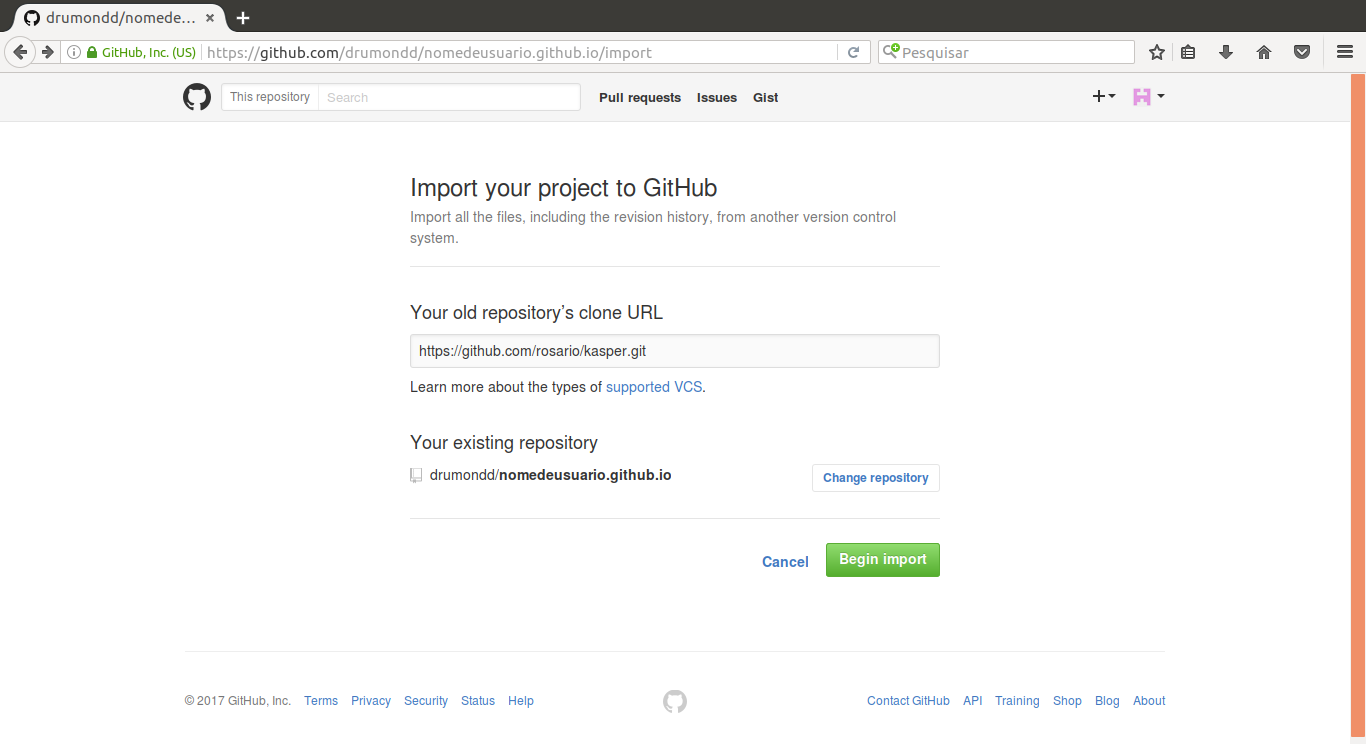 drumondd/nomede...
GitHub, Inc. (US) https://github.com/drumondd/nomedeusuario.github.io/import Pesquisar
This repository Search Pull requests Issues Gist
Import your project to GitHub
Import all the files, including the revision history, from another version control
system.
Your old repository’s clone URL
https://github.com/rosario/kasper.git
Learn more about the types of supported VCS.
Your existing repository
drumondd/nomedeusuario.github.io Change repository
Cancel Begin import
© 2017 GitHub, Inc. Terms Privacy Security Status Help Contact GitHub API Training Shop Blog About